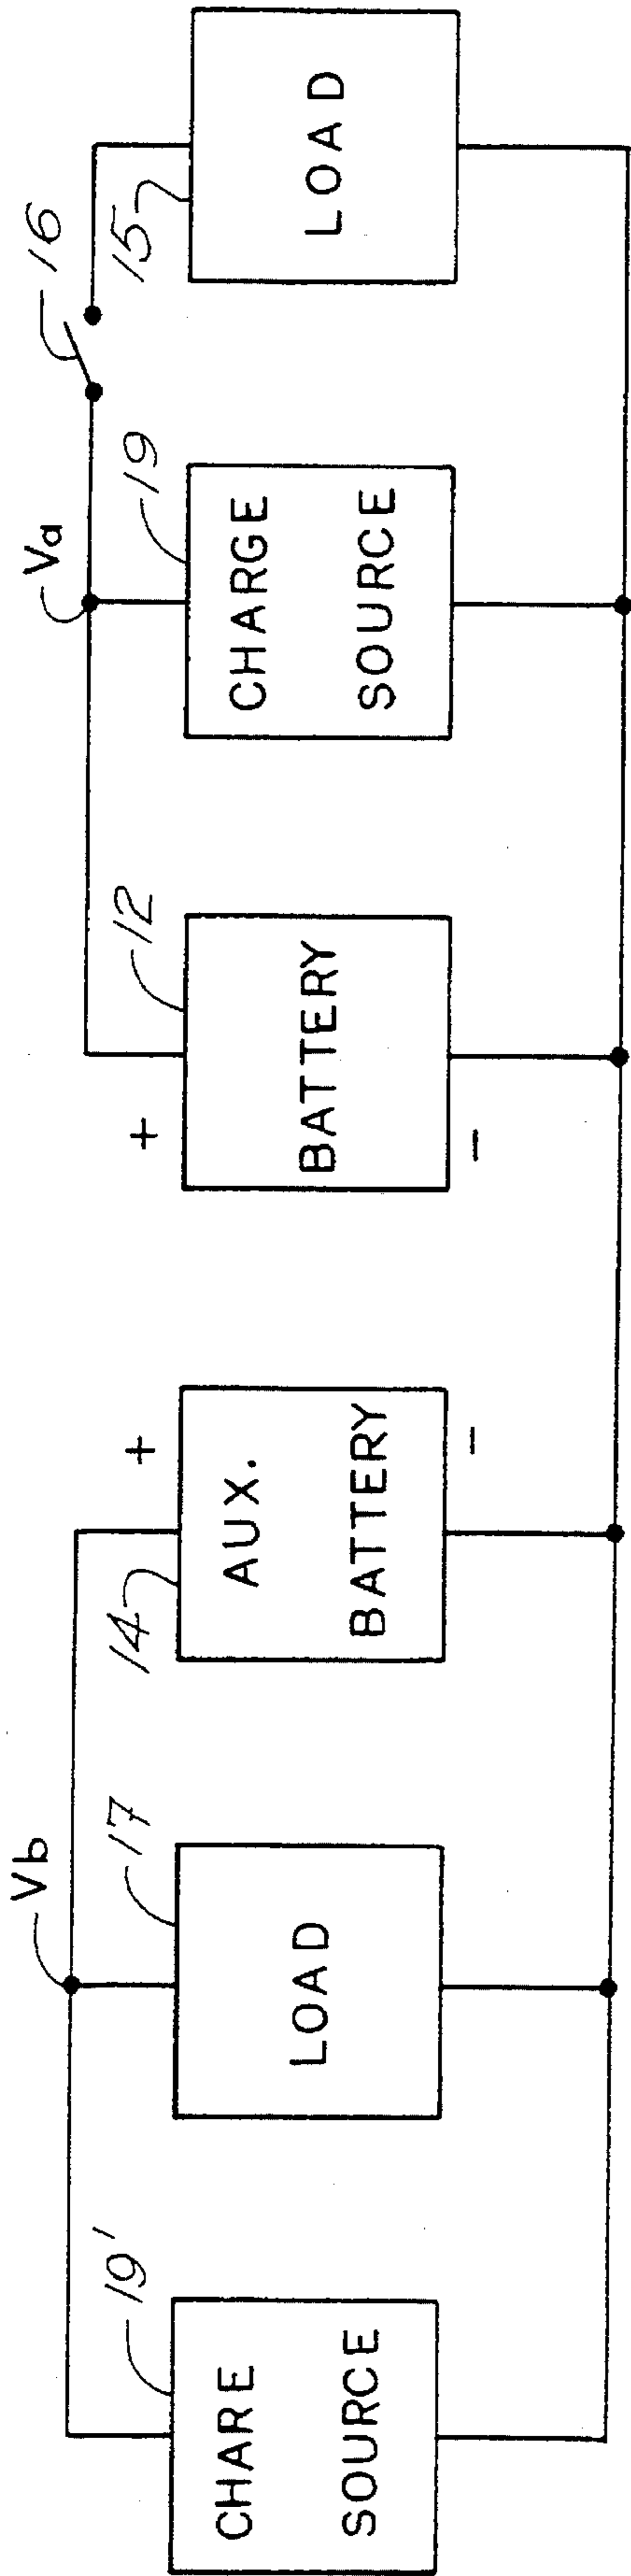 Vb
Va
16
19'
CHARE
SOURCE
17
LOAD
14
+
AUX.
BATTERY
−
+
12
BATTERY
−
19
CHARGE
SOURCE
15
LOAD